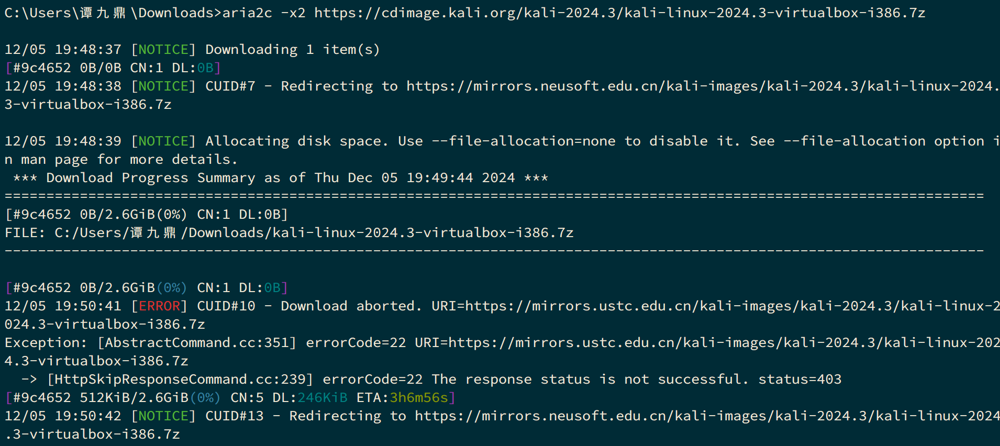 C:\Users\谭九鼎\Downloads>aria2c -x2 https://cdimage.kali.org/kali-2024.3/kali-linux-2024.3-virtualbox-i386.7z
12/05 19:48:37 [NOTICE] Downloading 1 item(s)
[#9c4652 0B/0B CN:1 DL:0B]
12/05 19:48:38 [NOTICE] CUID#7 - Redirecting to https://mirrors.neusoft.edu.cn/kali-images/kali-2024.3/kali-linux-2024.
3-virtualbox-i386.7z
12/05 19:48:39 [NOTICE] Allocating disk space. Use --file-allocation=none to disable it. See --file-allocation option i
n man page for more details.
 *** Download Progress Summary as of Thu Dec 05 19:49:44 2024 ***
=====================================================================================================================
[#9c4652 0B/2.6GiB(0%) CN:1 DL:0B]
FILE: C:/Users/谭九鼎/Downloads/kali-linux-2024.3-virtualbox-i386.7z
---------------------------------------------------------------------------------------------------------------------
[#9c4652 0B/2.6GiB(0%) CN:1 DL:0B]
12/05 19:50:41 [ERROR] CUID#10 - Download aborted. URI=https://mirrors.ustc.edu.cn/kali-images/kali-2024.3/kali-linux-2
024.3-virtualbox-i386.7z
Exception: [AbstractCommand.cc:351] errorCode=22 URI=https://mirrors.ustc.edu.cn/kali-images/kali-2024.3/kali-linux-202
4.3-virtualbox-i386.7z
  -> [HttpSkipResponseCommand.cc:239] errorCode=22 The response status is not successful. status=403
[#9c4652 512KiB/2.6GiB(0%) CN:5 DL:246KiB ETA:3h6m56s]
12/05 19:50:42 [NOTICE] CUID#13 - Redirecting to https://mirrors.neusoft.edu.cn/kali-images/kali-2024.3/kali-linux-2024
.3-virtualbox-i386.7z